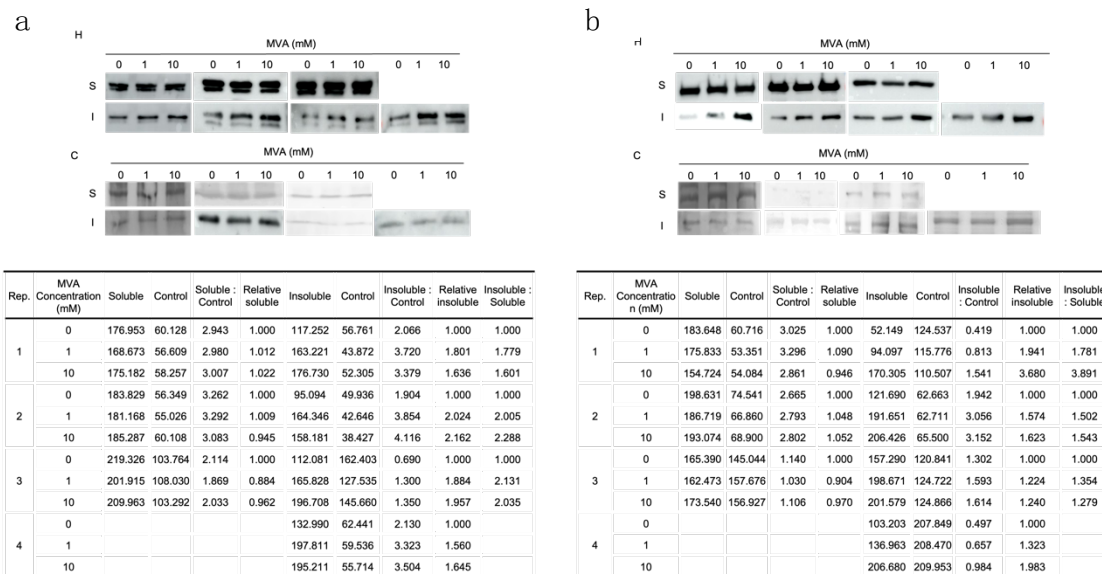 a
H
MVA (mM)
0 1 10 0 1 10 0 1 10 0 1 10
S
I
C
MVA (mM)
0 1 10 0 1 10 0 1 10 0 1 10
S
I
Rep. MVA Concentration (mM) Soluble Control Soluble : Control Relative soluble Insoluble Control Insoluble : Control Relative insoluble Insoluble : Soluble
0 176.953 60.128 2.943 1.000 117.252 56.761 2.066 1.000 1.000
1 1 168.673 56.609 2.980 1.012 163.221 43.872 3.720 1.801 1.779
10 175.182 58.257 3.007 1.022 176.730 52.305 3.379 1.636 1.601
0 183.829 56.349 3.262 1.000 95.094 49.936 1.904 1.000 1.000
2 1 181.168 55.026 3.292 1.009 164.346 42.646 3.854 2.024 2.005
10 185.287 60.108 3.083 0.945 158.181 38.427 4.116 2.162 2.288
0 219.326 103.764 2.114 1.000 112.081 162.403 0.690 1.000 1.000
3 1 201.915 108.030 1.869 0.884 165.828 127.535 1.300 1.884 2.131
10 209.963 103.292 2.033 0.962 196.708 145.660 1.350 1.957 2.035
0 132.990 62.441 2.130 1.000
4 1 197.811 59.536 3.323 1.560
10 195.211 55.714 3.504 1.645
b
MVA (mM)
0 1 10 0 1 10 0 1 10 0 1 10
S
I
C
MVA (mM)
0 1 10 0 1 10 0 1 10 0 1 10
S
I
Rep. MVA Concentratio n (mM) Soluble Control Soluble : Control Relative soluble Insoluble Control Insoluble : Control Relative insoluble Insoluble : Soluble
0 183.648 60.716 3.025 1.000 52.149 124.537 0.419 1.000 1.000
1 1 175.833 53.351 3.296 1.090 94.097 115.776 0.813 1.941 1.781
10 154.724 54.084 2.861 0.946 170.305 110.507 1.541 3.680 3.891
0 198.631 74.541 2.665 1.000 121.690 62.663 1.942 1.000 1.000
2 1 186.719 66.860 2.793 1.048 191.651 62.711 3.056 1.574 1.502
10 193.074 68.900 2.802 1.052 206.426 65.500 3.152 1.623 1.543
0 165.390 145.044 1.140 1.000 157.290 120.841 1.302 1.000 1.000
3 1 162.473 157.676 1.030 0.904 198.671 124.722 1.593 1.224 1.354
10 173.540 156.927 1.106 0.970 201.579 124.866 1.614 1.240 1.279
0 103.203 207.849 0.497 1.000
4 1 136.963 208.470 0.657 1.323
10 206.680 209.953 0.984 1.983